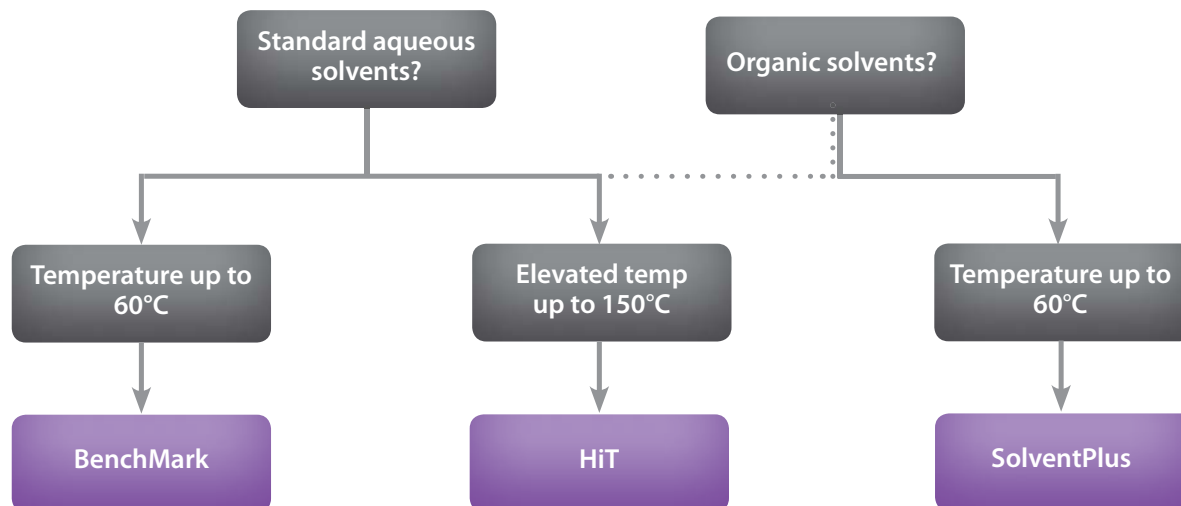 Standard aqueous
solvents?
Organic solvents?
Temperature up to
60°C
Elevated temp
up to 150°C
Temperature up to
60°C
BenchMark
HiT
SolventPlus